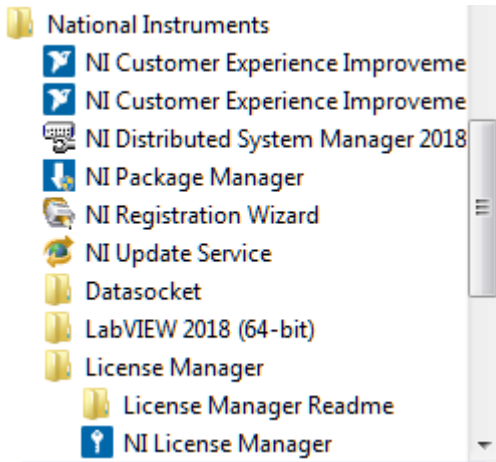 National Instruments
NI Customer Experience Improveme
NI Customer Experience Improveme
NI Distributed System Manager 2018
NI Package Manager
NI Registration Wizard
NI Update Service
Datasocket
LabVIEW 2018 (64-bit)
License Manager
License Manager Readme
NI License Manager